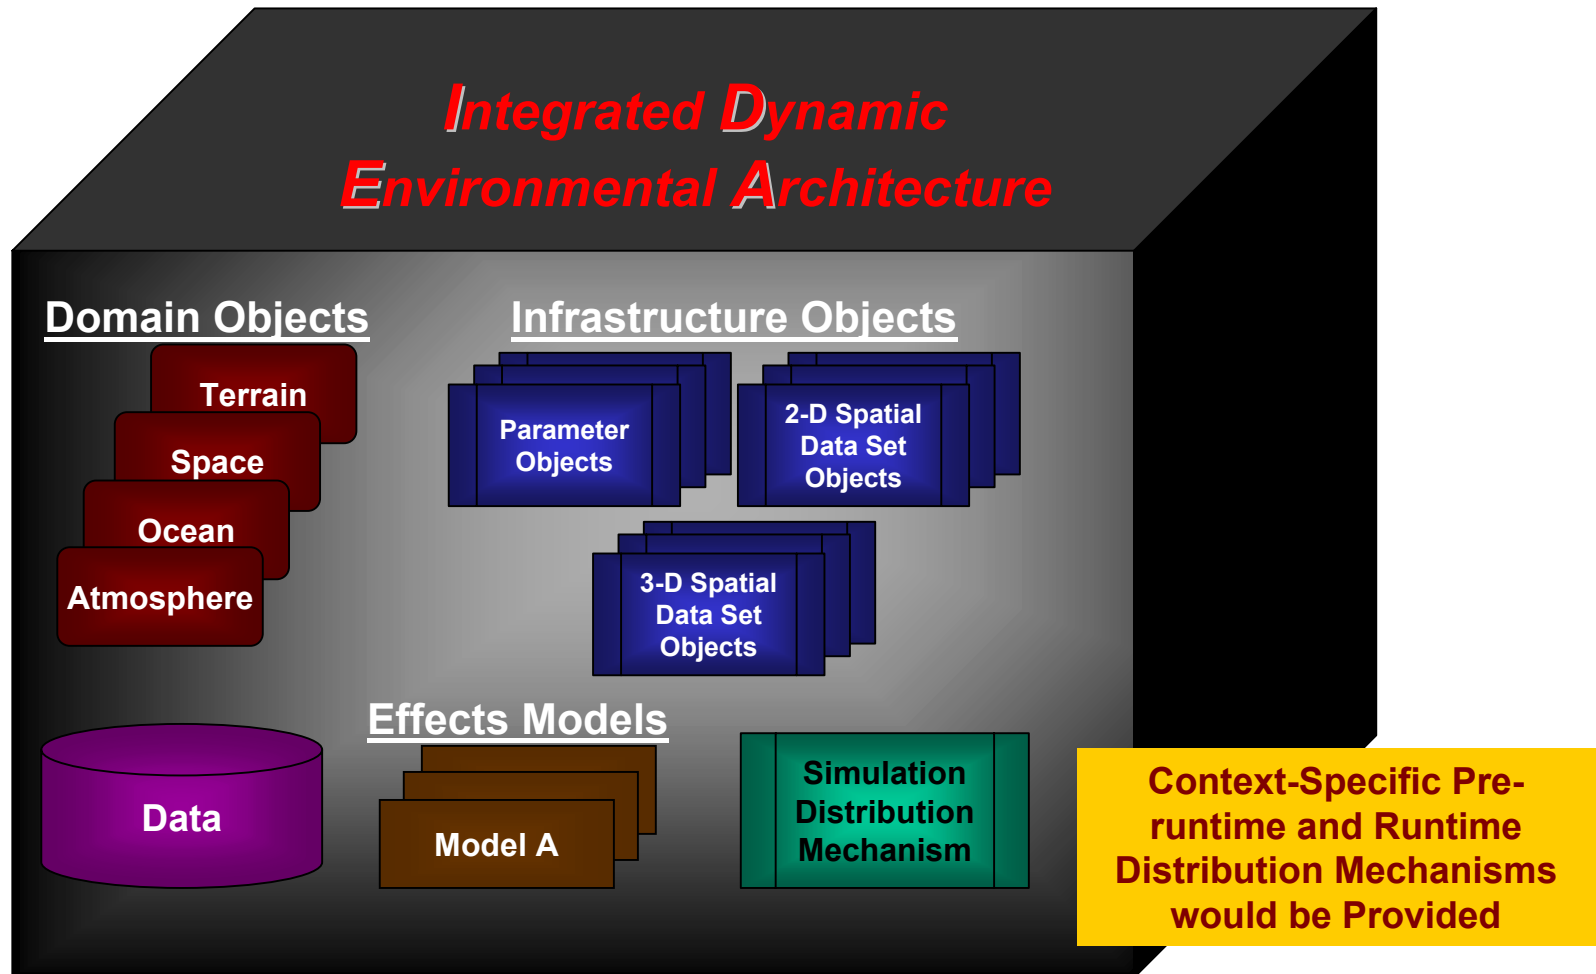 Integrated Dynamic
Environmental Architecture
Domain Objects
Terrain
Space
Ocean
Atmosphere
Infrastructure Objects
Parameter
Objects
2-D Spatial
Data Set
Objects
3-D Spatial
Data Set
Objects
Data
Effects Models
Model A
Simulation
Distribution
Mechanism
Context-Specific Pre-
runtime and Runtime
Distribution Mechanisms
would be Provided